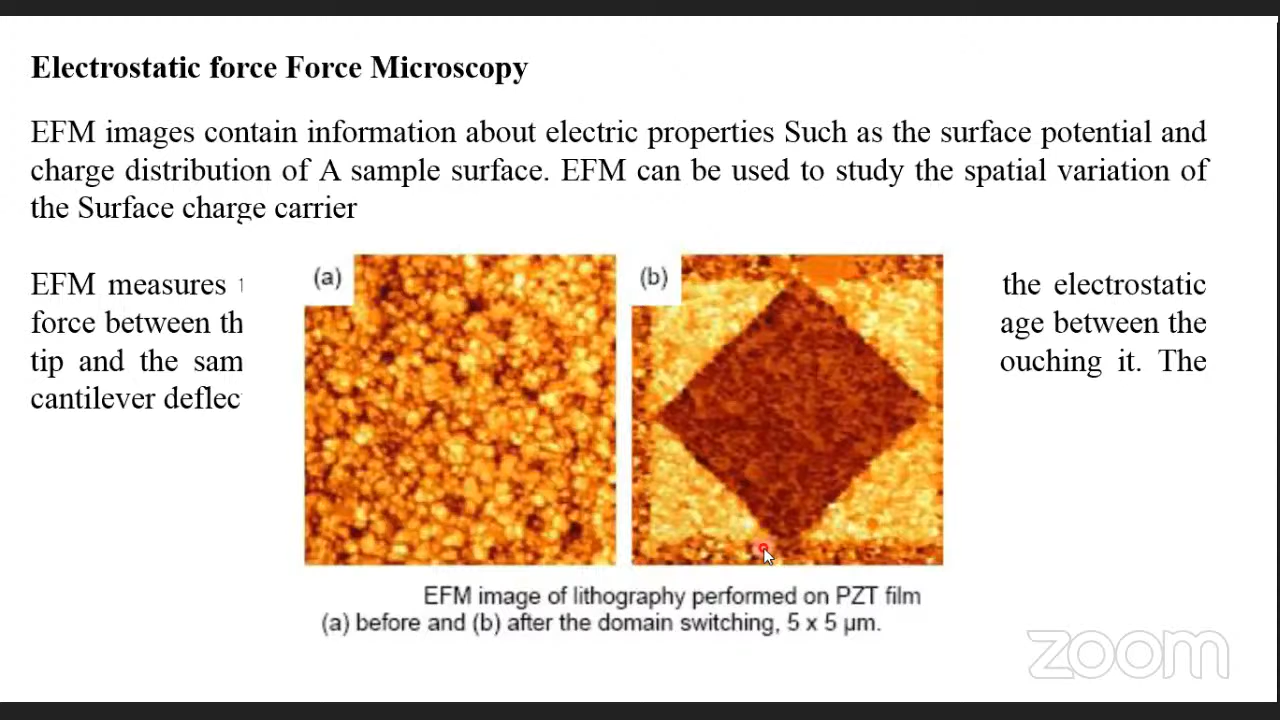 Electrostatic force Force Microscopy
EFM images contain information about electric properties Such as the surface potential and
charge distribution of A sample surface. EFM can be used to study the spatial variation of
the Surface charge carrier
EFM measures the electrostatic
force between age between the
tip and the ouching it. The
cantilever
(a)
(b)
EFM image of lithography performed on PZT film
(a) before and (b) after the domain switching, 5 x 5 µm.
zoom